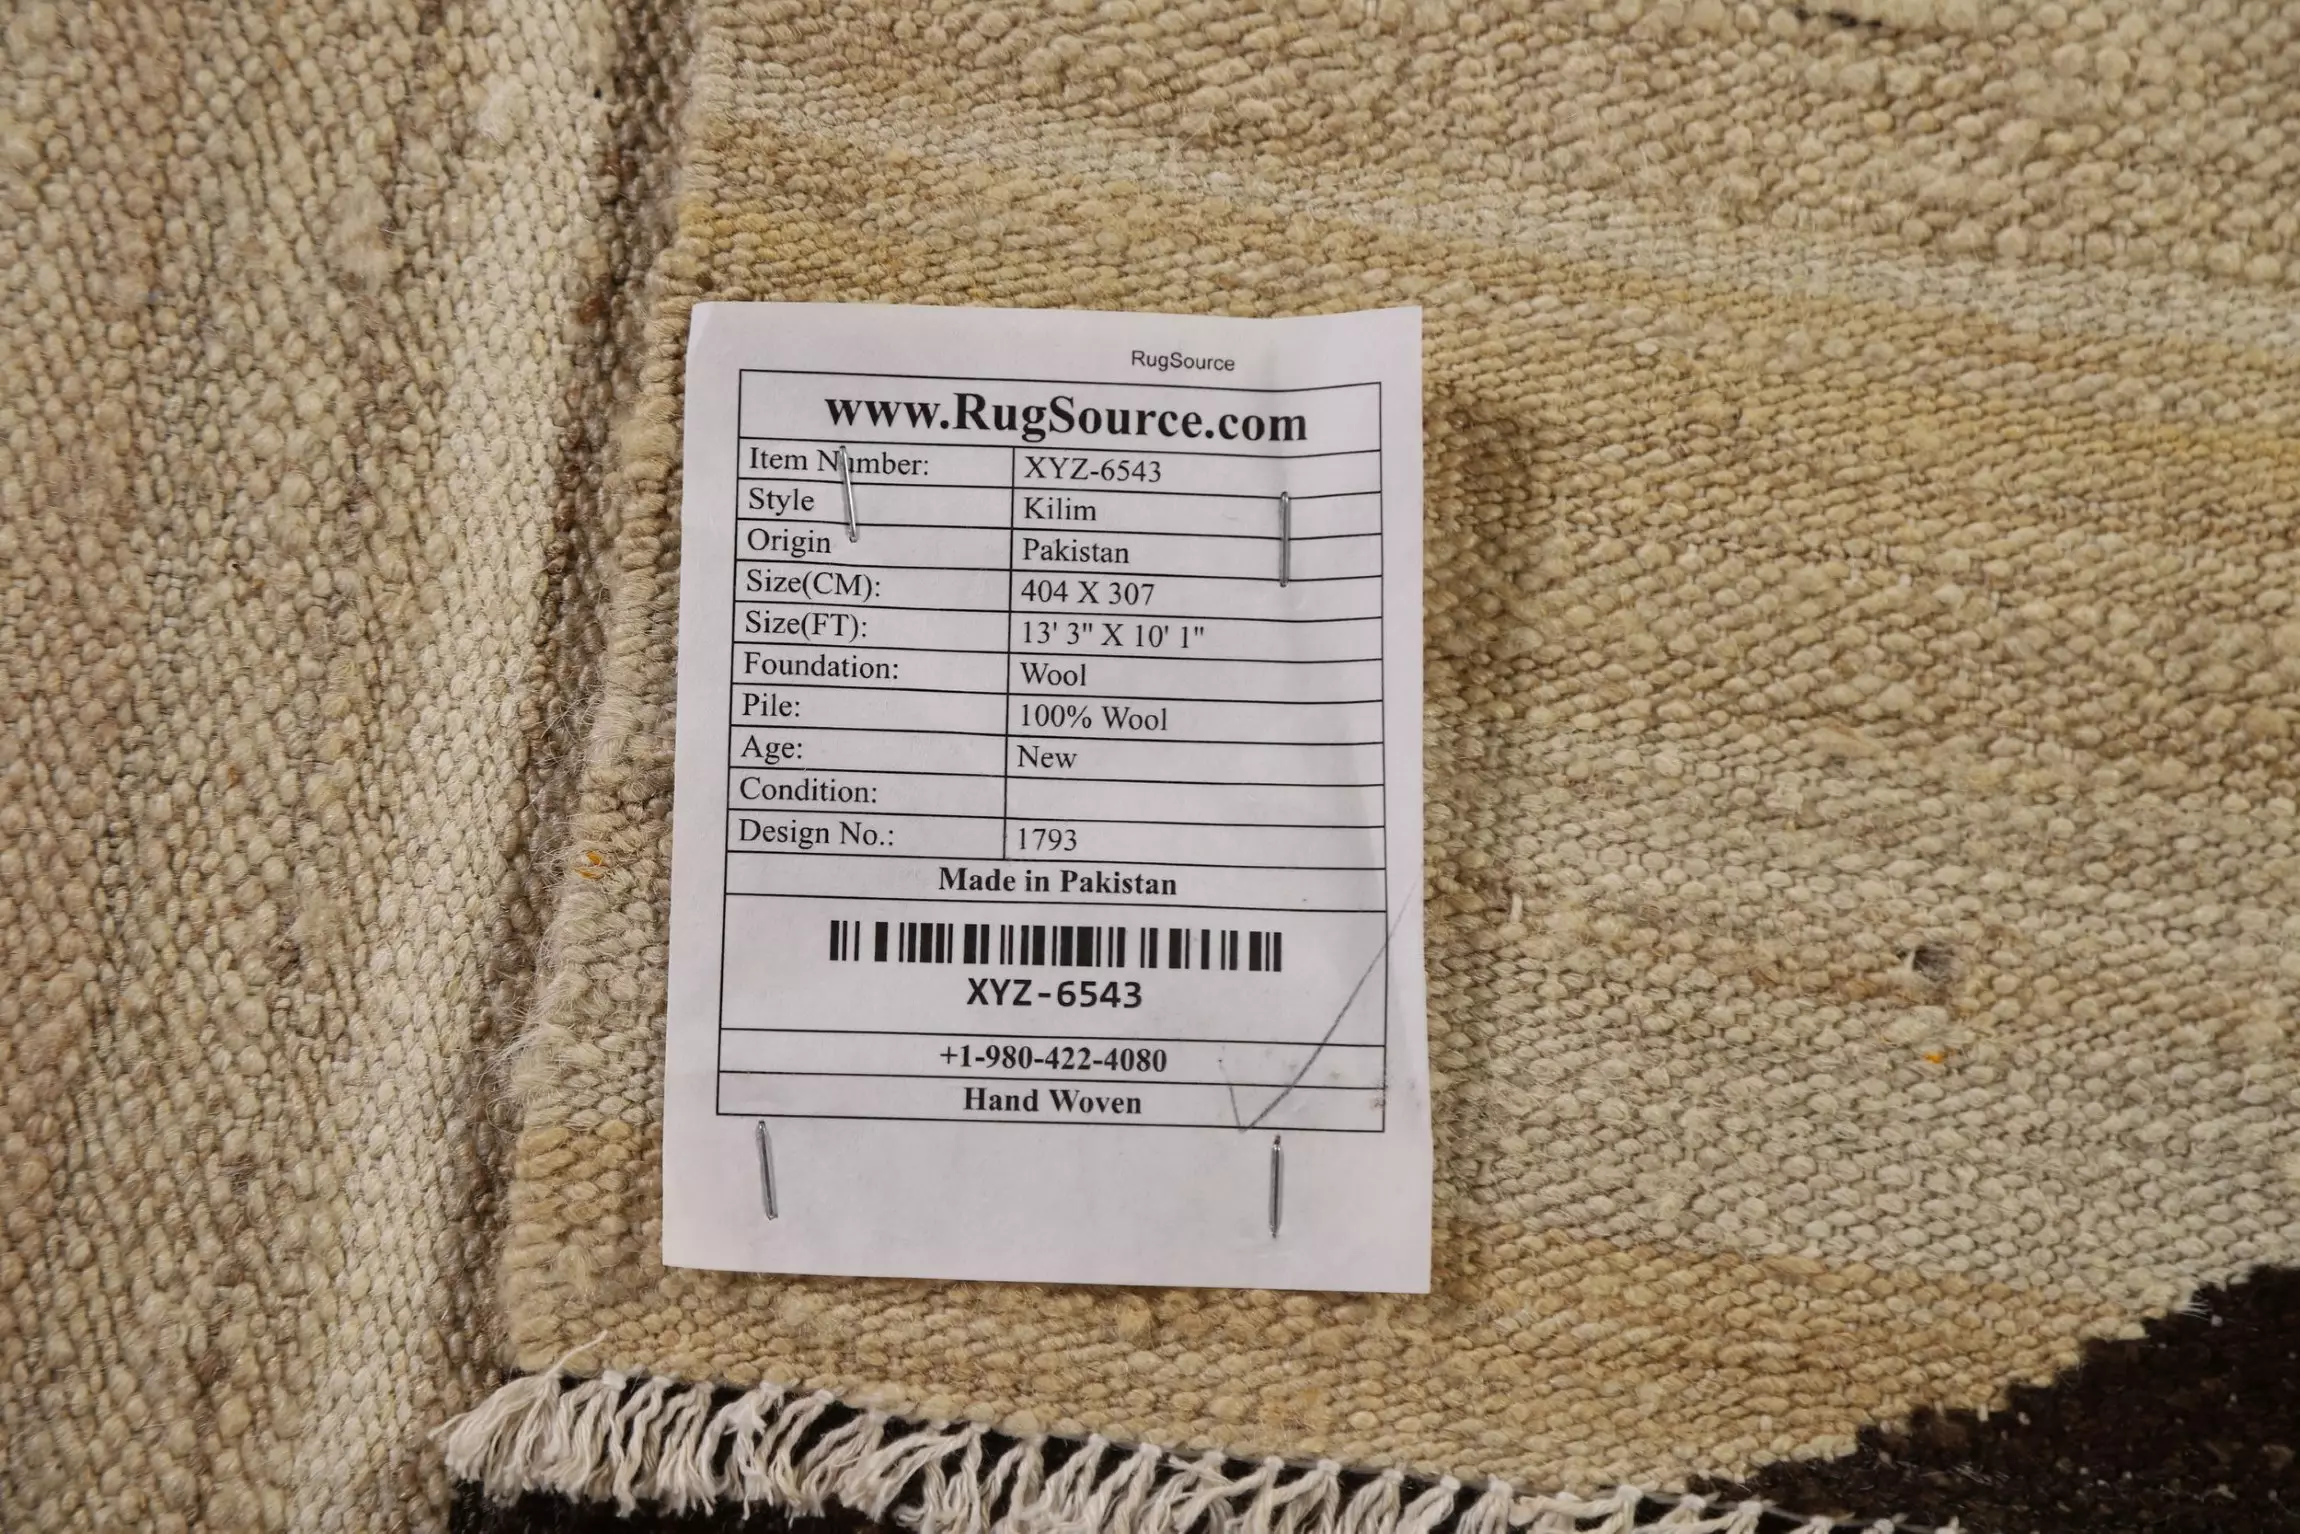 RugSource
www.RugSource.com
Item Number: XYZ-6543
Style Kilim
Origin Pakistan
Size(CM): 404 X 307
Size(FT): 13' 3" X 10' 1"
Foundation: Wool
Pile: 100% Wool
Age: New
Condition:
Design No.: 1793
Made in Pakistan
XYZ-6543
+1-980-422-4080
Hand Woven